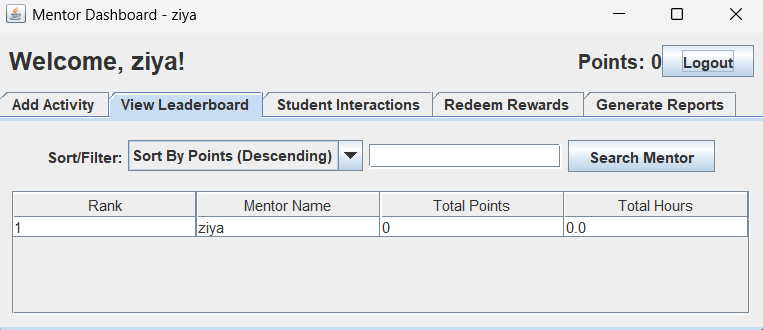 Mentor Dashboard - ziya
Welcome, ziya! Points: 0 Logout
Add Activity View Leaderboard Student Interactions Redeem Rewards Generate Reports
Sort/Filter: Sort By Points (Descending) Search Mentor
Rank Mentor Name Total Points Total Hours
1 ziya 0 0.0